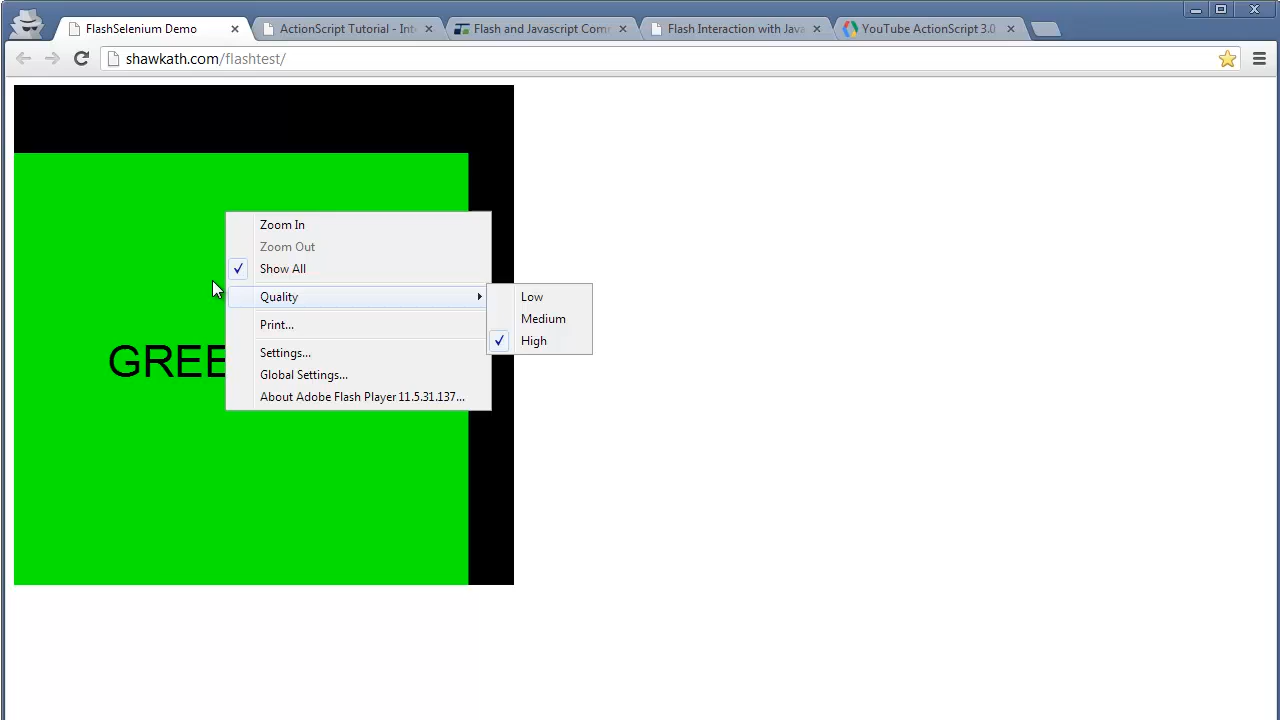 FlashSelenium Demo
ActionScript Tutorial - Int
Flash and Javascript Com
Flash Interaction with Java
YouTube ActionScript 3.0
shawkath.com/flashtest/
Zoom In
Zoom Out
Show All
Quality
Low
Medium
High
Print...
Settings...
Global Settings...
About Adobe Flash Player 11.5.31.137...
GREE